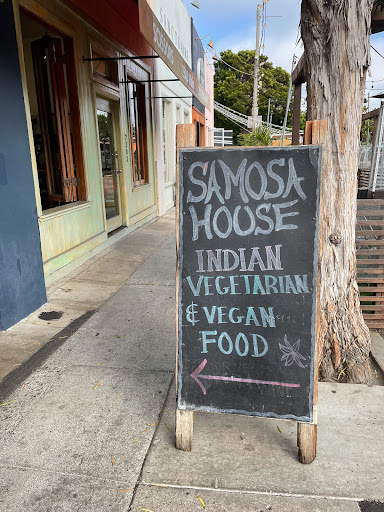 SAMOSA
HOUSE
INDIAN
VEGETARIAN
& VEGAN
FOOD